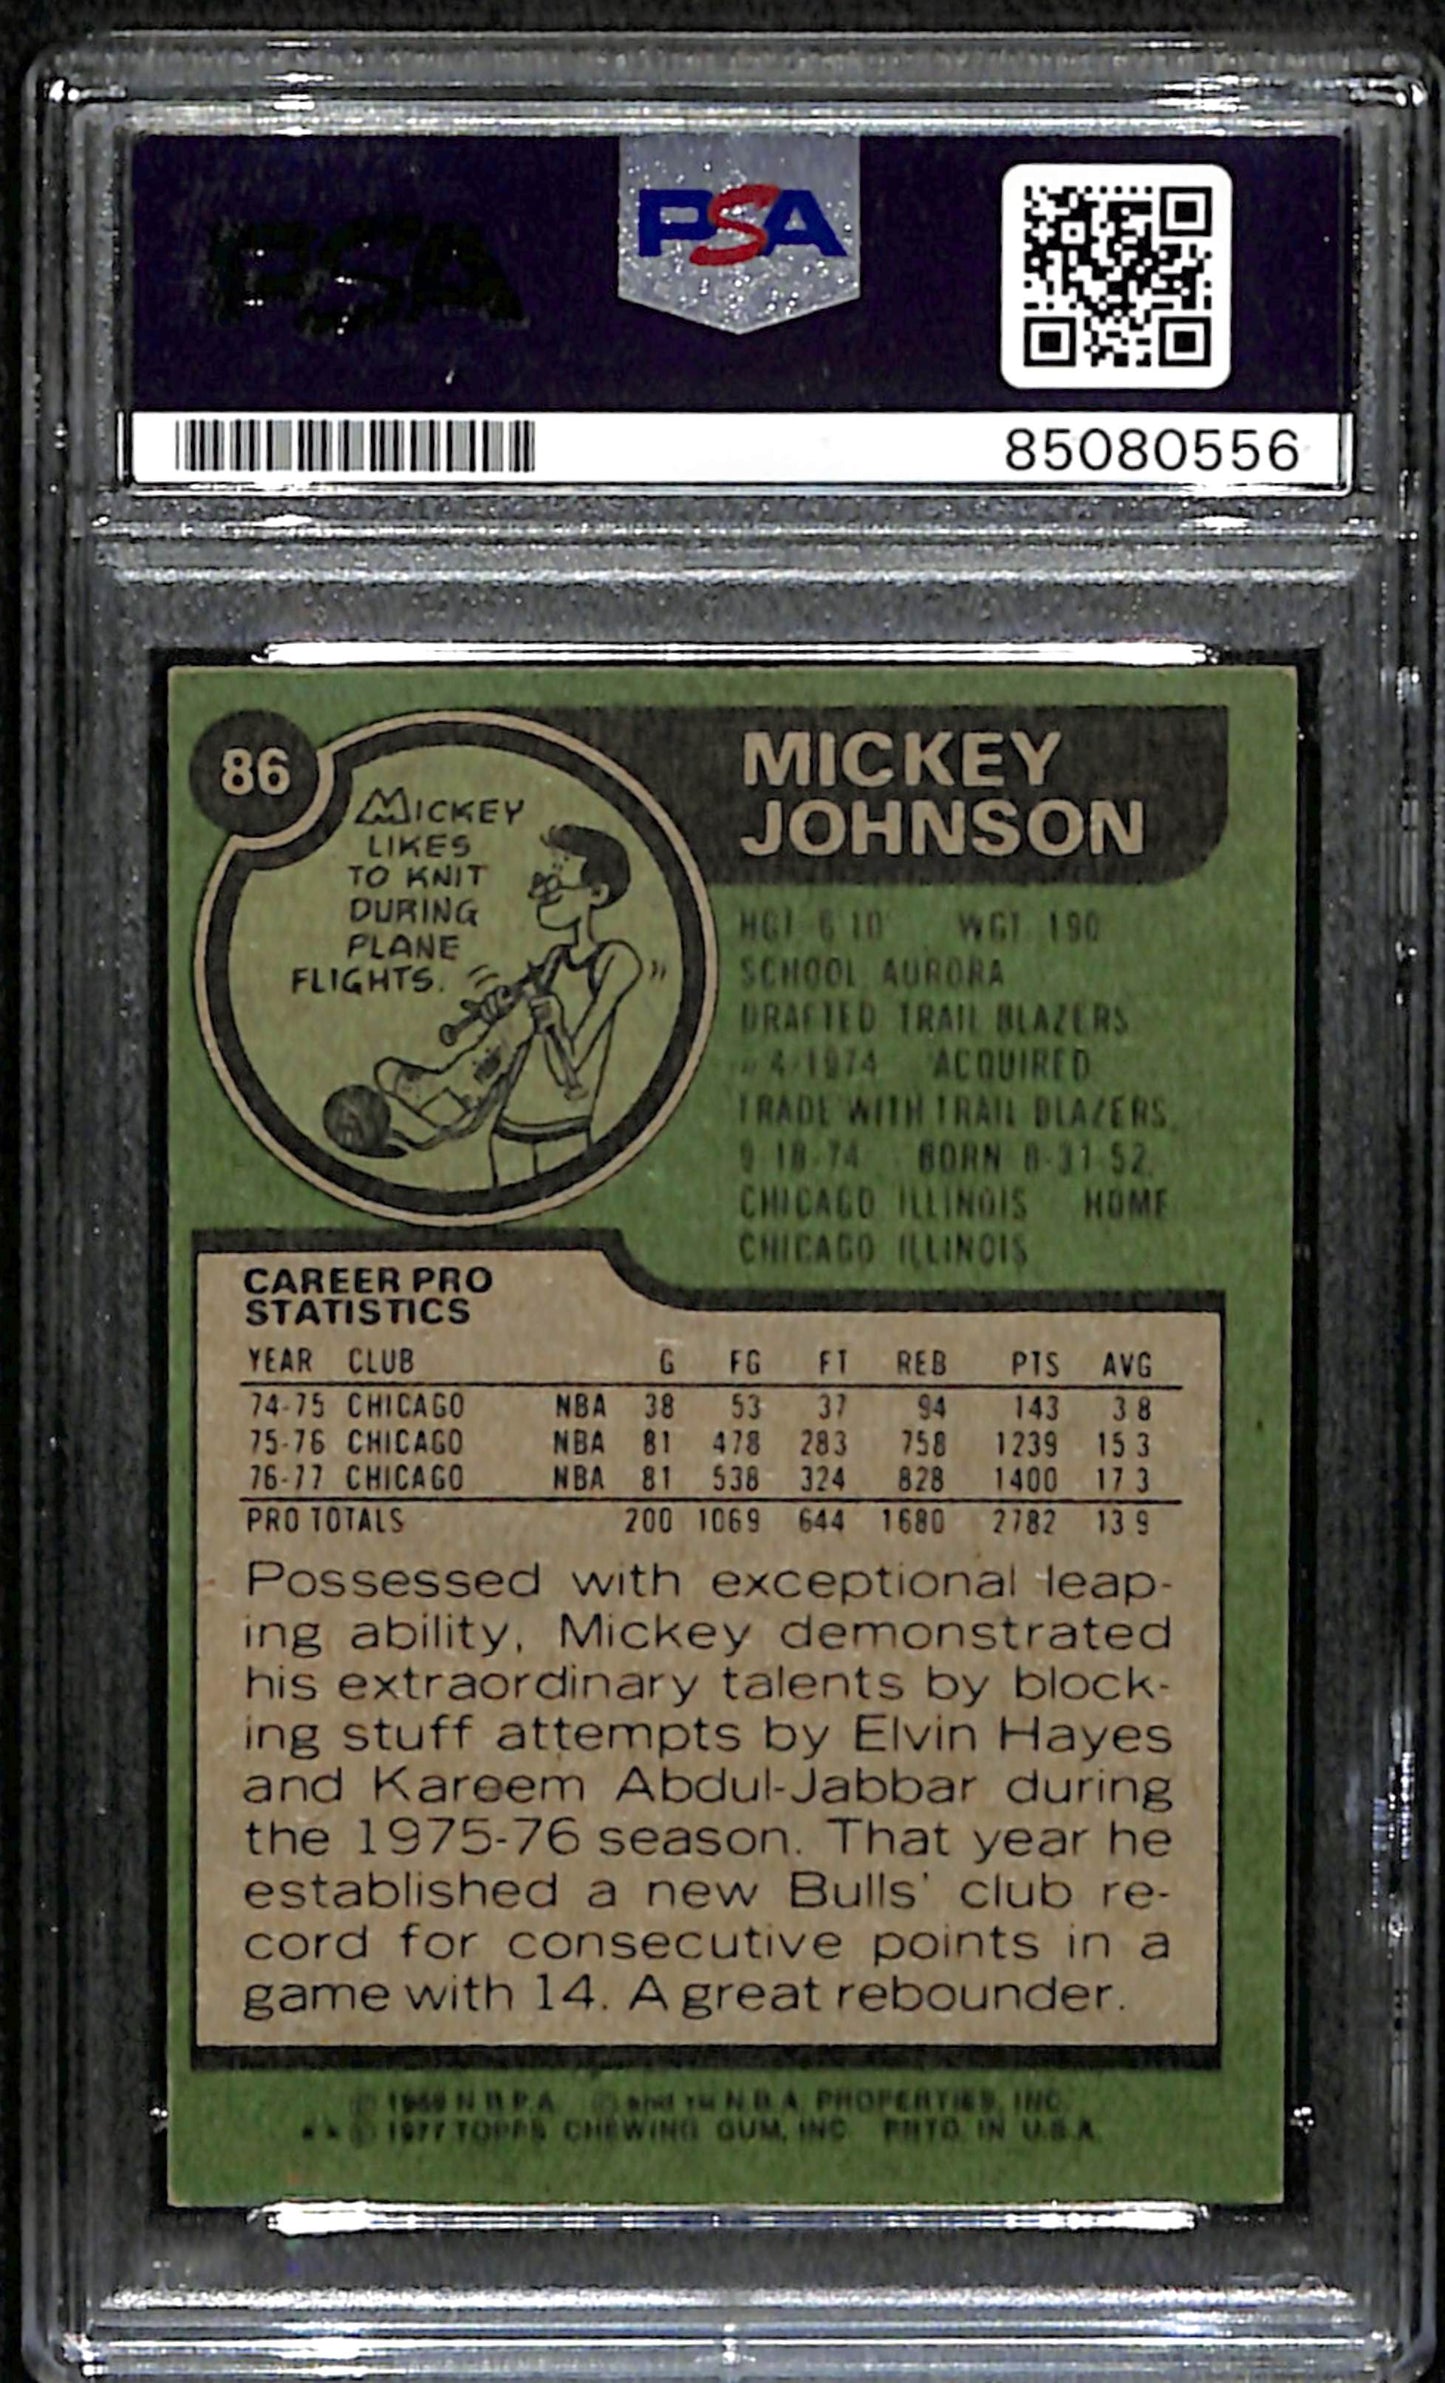 PSA
PSA
85080556
86
MICKEY
JOHNSON
MICKEY
LIKES
TO KNIT
DURING
PLANE
FLIGHTS.
HGT 6 10 WGT 190
SCHOOL AURORA
DRAFTED TRAIL BLAZERS
4-1974 ACQUIRED
TRADE WITH TRAIL BLAZERS,
9-18-74 BORN 8-31-52,
CHICAGO ILLINOIS HOME
CHICAGO ILLINOIS
CAREER PRO
STATISTICS
YEAR CLUB G FG FT REB PTS AVG
74-75 CHICAGO NBA 38 53 37 94 143 3 8
75-76 CHICAGO NBA 81 478 283 758 1239 15 3
76-77 CHICAGO NBA 81 538 324 828 1400 17 3
PRO TOTALS 200 1069 644 1680 2782 13 9
Possessed with exceptional leap-
ing ability, Mickey demonstrated
his extraordinary talents by block-
ing stuff attempts by Elvin Hayes
and Kareem Abdul-Jabbar during
the 1975-76 season. That year he
established a new Bulls' club re-
cord for consecutive points in a
game with 14. A great rebounder.
© 1969 N.B.P.A. © and TM N.B.A. PROPERTIES, INC.
★ ★ © 1977 TOPPS CHEWING GUM, INC. PRTD. IN U.S.A.